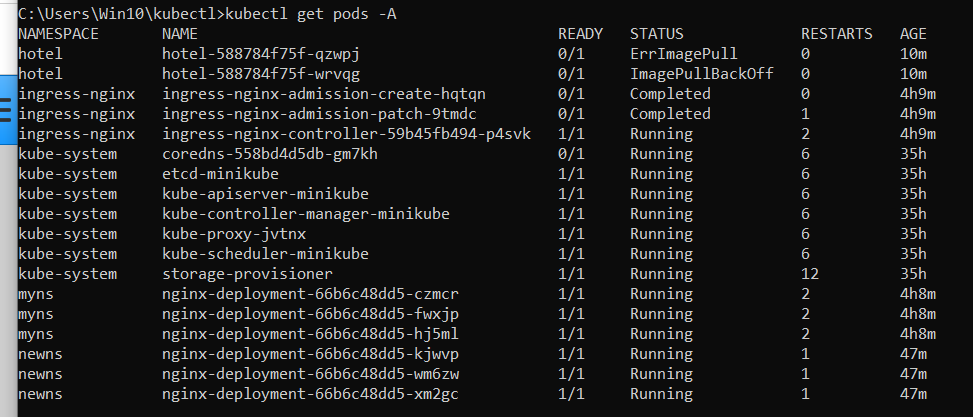 C:\Users\Win10\kubectl>kubectl get pods -A
NAMESPACE NAME READY STATUS RESTARTS AGE
hotel hotel-588784f75f-qzwpj 0/1 ErrImagePull 0 10m
hotel hotel-588784f75f-wrvqg 0/1 ImagePullBackOff 0 10m
ingress-nginx ingress-nginx-admission-create-hqtqn 0/1 Completed 0 4h9m
ingress-nginx ingress-nginx-admission-patch-9tmdc 0/1 Completed 1 4h9m
ingress-nginx ingress-nginx-controller-59b45fb494-p4svk 1/1 Running 2 4h9m
kube-system coredns-558bd4d5db-gm7kh 0/1 Running 6 35h
kube-system etcd-minikube 1/1 Running 6 35h
kube-system kube-apiserver-minikube 1/1 Running 6 35h
kube-system kube-controller-manager-minikube 1/1 Running 6 35h
kube-system kube-proxy-jvtnx 1/1 Running 6 35h
kube-system kube-scheduler-minikube 1/1 Running 6 35h
kube-system storage-provisioner 1/1 Running 12 35h
myns nginx-deployment-66b6c48dd5-czmcr 1/1 Running 2 4h8m
myns nginx-deployment-66b6c48dd5-fwxjp 1/1 Running 2 4h8m
myns nginx-deployment-66b6c48dd5-hj5ml 1/1 Running 2 4h8m
newns nginx-deployment-66b6c48dd5-kjwvp 1/1 Running 1 47m
newns nginx-deployment-66b6c48dd5-wm6zw 1/1 Running 1 47m
newns nginx-deployment-66b6c48dd5-xm2gc 1/1 Running 1 47m